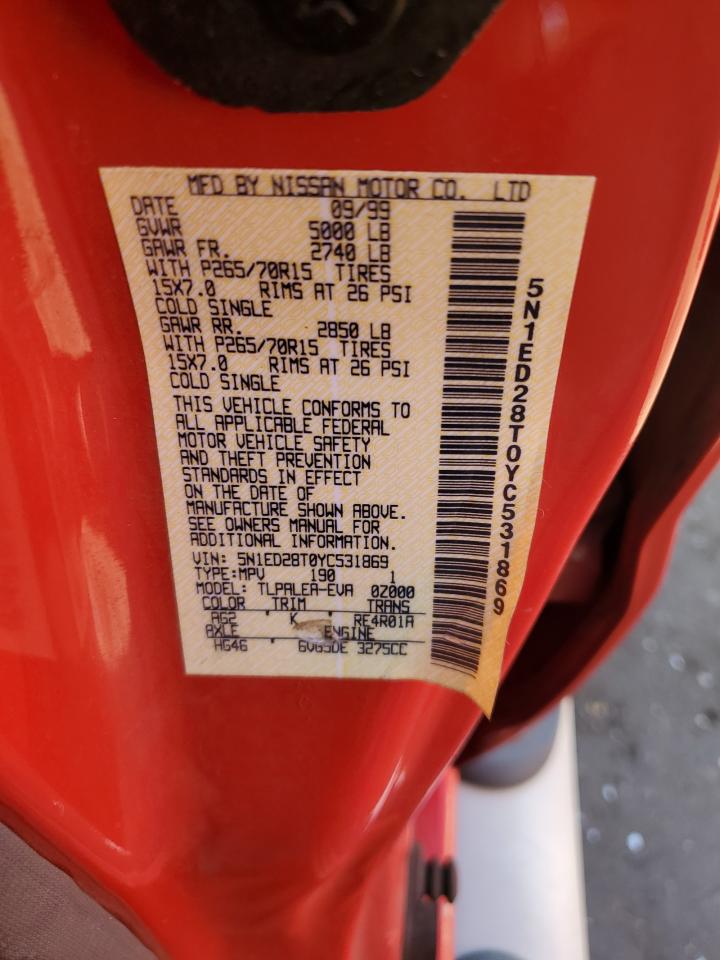 MFD BY NISSAN MOTOR CO. LTD
DATE 09/99
GVWR 5000 LB
GAWR FR. 2740 LB
WITH P265/70R15 TIRES
15X7.0 RIMS AT 26 PSI
COLD SINGLE
GAWR RR. 2850 LB
WITH P265/70R15 TIRES
15X7.0 RIMS AT 26 PSI
COLD SINGLE
THIS VEHICLE CONFORMS TO
ALL APPLICABLE FEDERAL
MOTOR VEHICLE SAFETY
AND THEFT PREVENTION
STANDARDS IN EFFECT
ON THE DATE OF
MANUFACTURE SHOWN ABOVE.
SEE OWNERS MANUAL FOR
ADDITIONAL INFORMATION.
VIN: 5N1ED28T0YC531869
TYPE:MPV 190 1
MODEL: TLPALEA-EVA 0Z000
COLOR TRIM TRANS
AG2 K RE4R01A
AXLE ENGINE
HG46 3275CC
5N1ED28T0YC531869